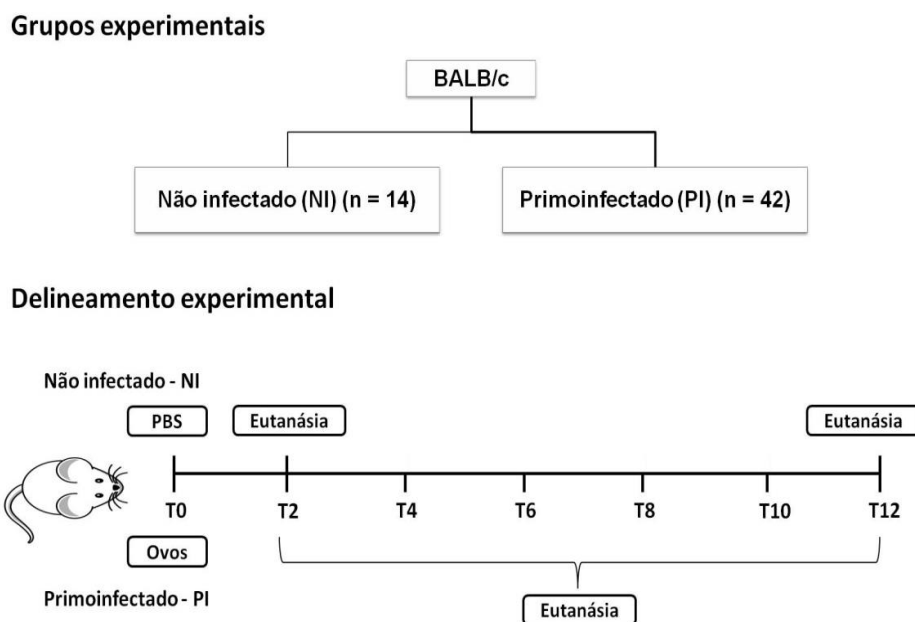 Grupos experimentais
BALB/c
Não infectado (NI) (n = 14)
Primoinfectado (PI) (n = 42)
Delineamento experimental
Não infectado - NI
PBS
Eutanásia
Eutanásia
T0
T2
T4
T6
T8
T10
T12
Ovos
Primoinfectado - PI
Eutanásia